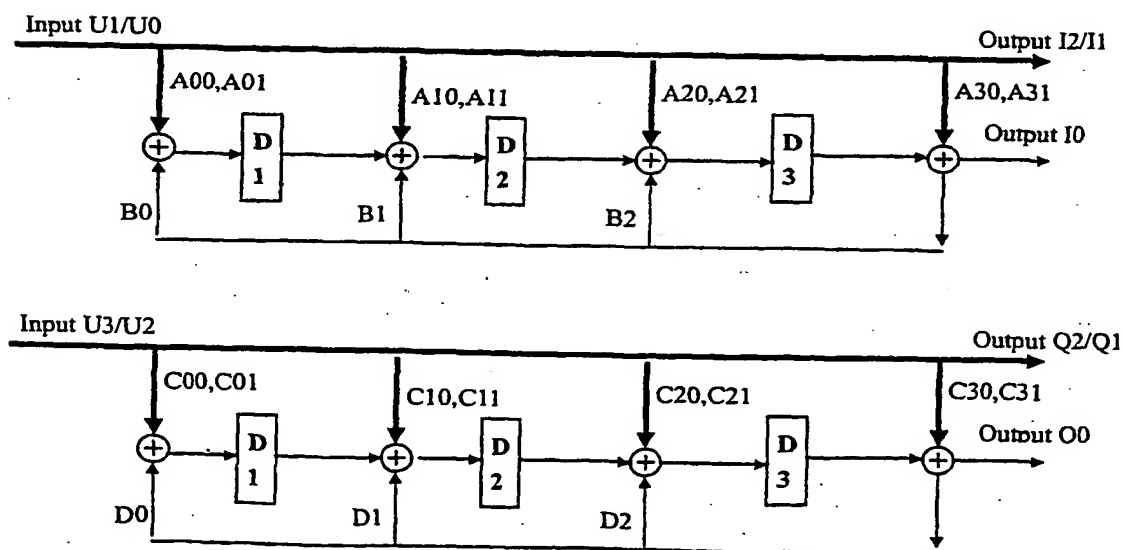 Input U1/U0
Output I2/I1
A00,A01
A10,A11
A20,A21
A30,A31
Output I0
D
1
D
2
D
3
B0
B1
B2
Input U3/U2
Output Q2/Q1
C00,C01
C10,C11
C20,C21
C30,C31
Output O0
D
1
D
2
D
3
D0
D1
D2